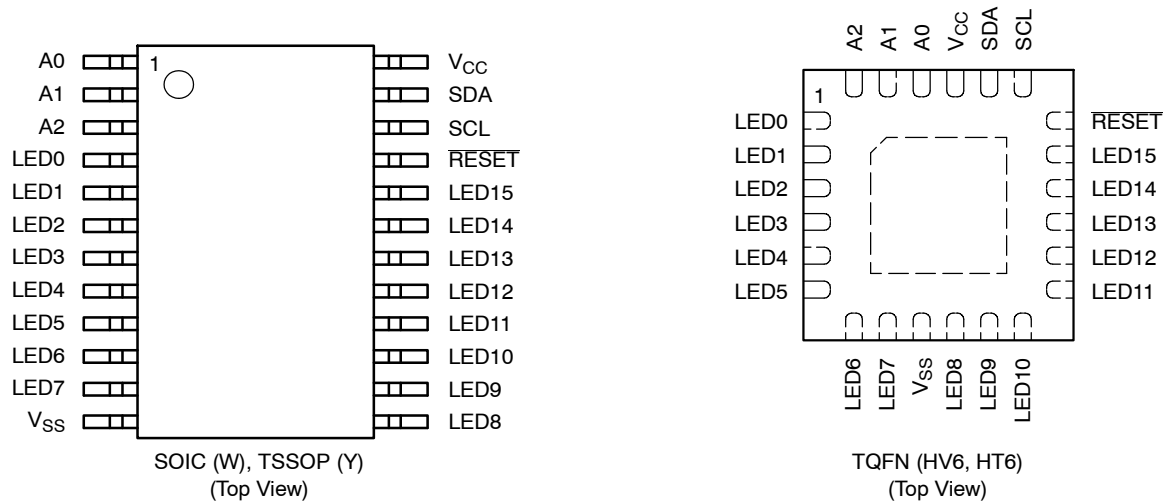 A0
A1
A2
LED0
LED1
LED2
LED3
LED4
LED5
LED6
LED7
VSS
1
VCC
SDA
SCL
RESET
LED15
LED14
LED13
LED12
LED11
LED10
LED9
LED8
SOIC (W), TSSOP (Y)
(Top View)
A2
A1
A0
VCC
SDA
SCL
1
LED0
LED1
LED2
LED3
LED4
LED5
RESET
LED15
LED14
LED13
LED12
LED11
LED6
LED7
VSS
LED8
LED9
LED10
TQFN (HV6, HT6)
(Top View)